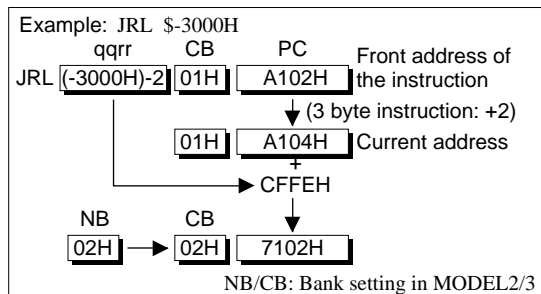 Example: JRL $-3000H
qqrr CB PC
JRL (-3000H)-2 01H A102H Front address of
the instruction
(3 byte instruction: +2)
01H A104H Current address
+
CFFEH
NB CB
02H 02H 7102H
NB/CB: Bank setting in MODEL2/3